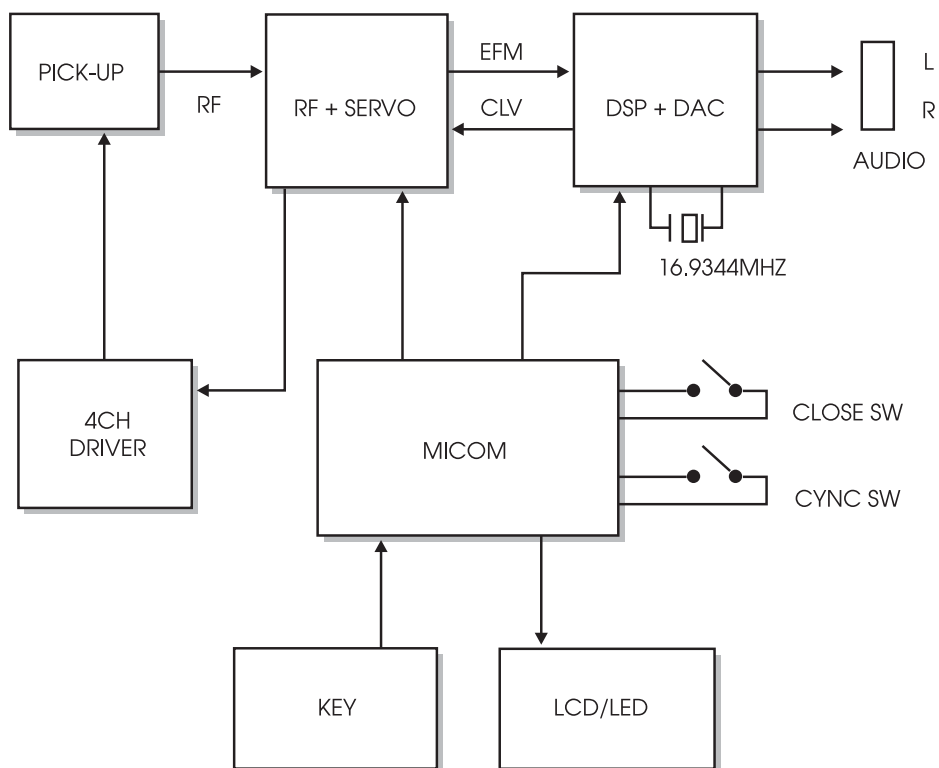 PICK-UP
RF
RF + SERVO
EFM
CLV
DSP + DAC
L
R
AUDIO
16.9344MHZ
4CH
DRIVER
MICOM
CLOSE SW
CYNC SW
KEY
LCD/LED